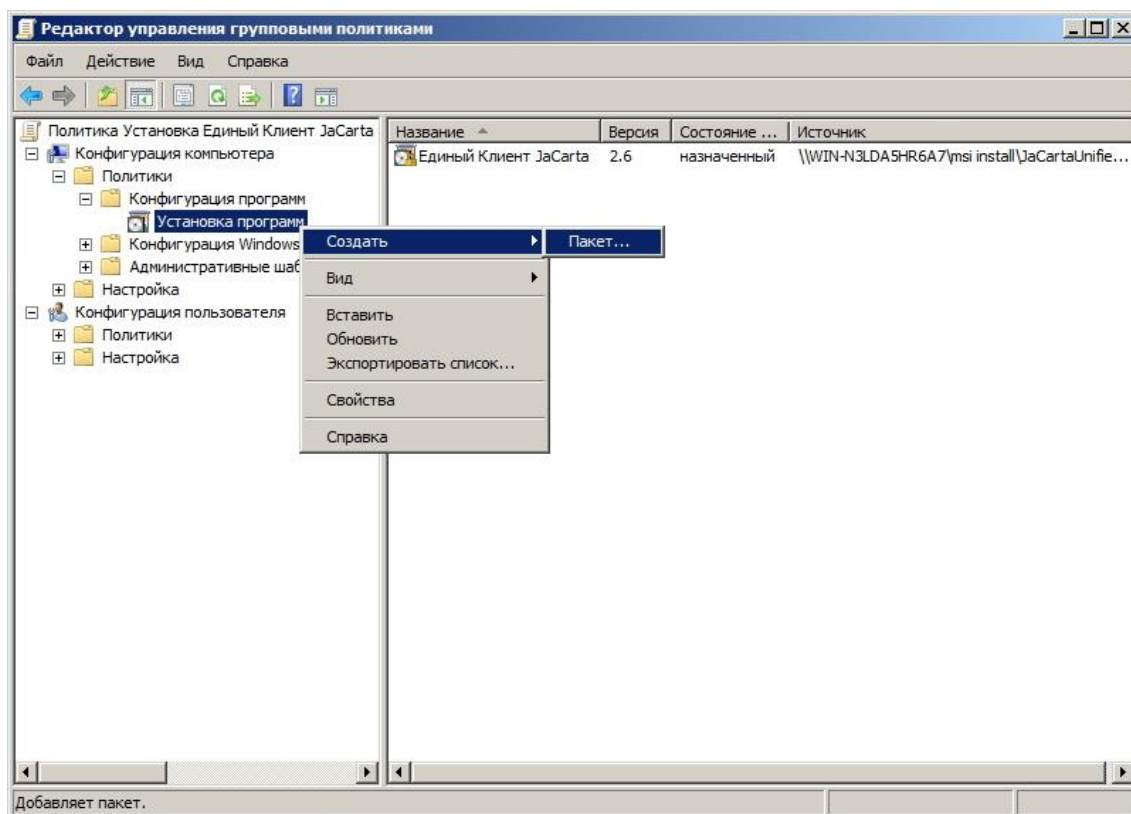 Редактор управления групповыми политиками
Файл Действие Вид Справка
Политика Установка Единый Клиент JaCarta
Конфигурация компьютера
Политики
Конфигурация программ
Установка программ
Конфигурация Windows
Административные шаб
Настройка
Конфигурация пользователя
Политики
Настройка
Название Версия Состояние ... Источник
Единый Клиент JaCarta 2.6 назначенный \\WIN-N3LDA5HR6A7\msi install\JaCartaUnifie...
Создать
Пакет...
Вид
Вставить
Обновить
Экспортировать список...
Свойства
Справка
Добавляет пакет.